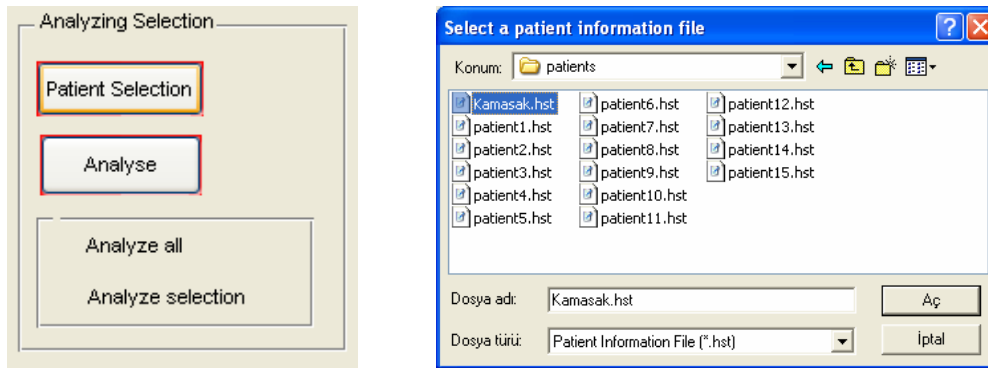 Analyzing Selection
Patient Selection
Analyse
Analyze all
Analyze selection
Select a patient information file
Konum: patients
Kamasak.hst patient6.hst patient12.hst
patient1.hst patient7.hst patient13.hst
patient2.hst patient8.hst patient14.hst
patient3.hst patient9.hst patient15.hst
patient4.hst patient10.hst
patient5.hst patient11.hst
Dosya adı: Kamasak.hst Aç
Dosya türü: Patient Information File (*.hst) İptal